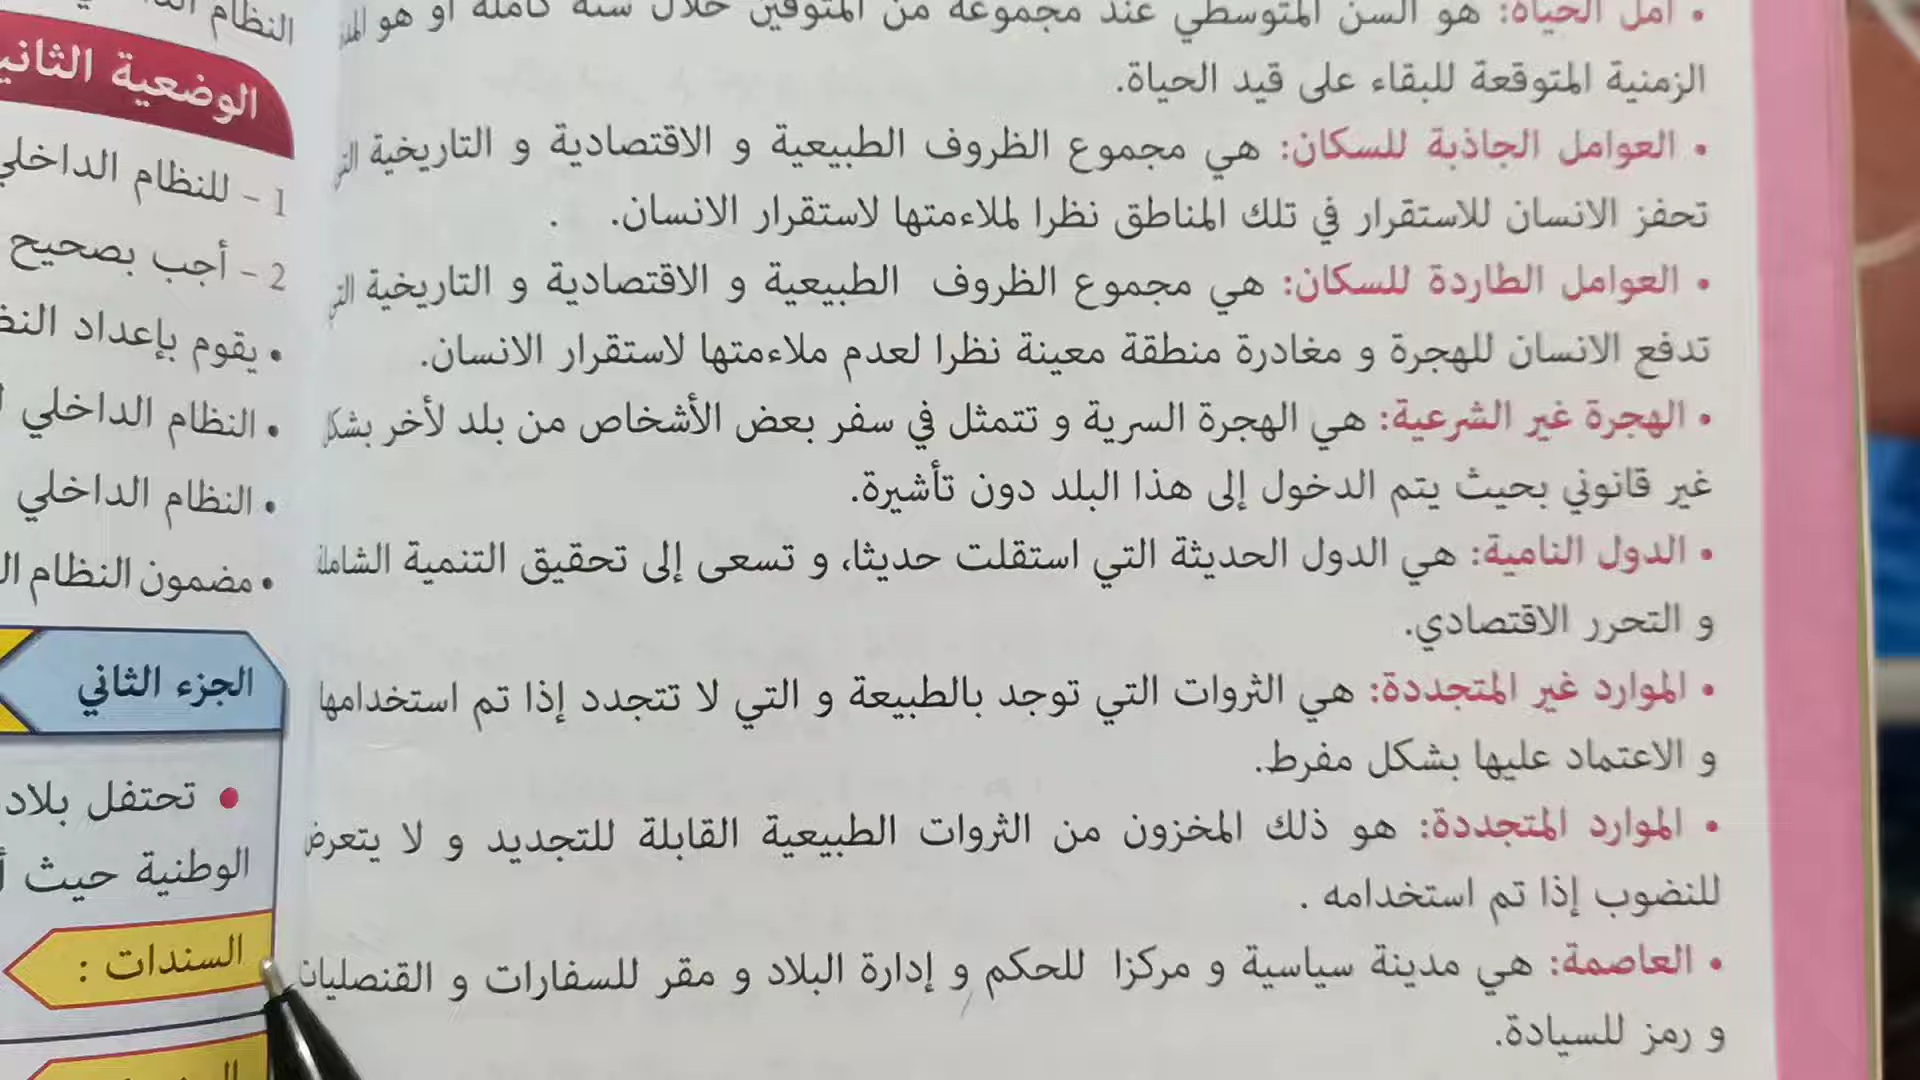 • أمل الحياة: هو السن المتوسطي عند مجموعة من المتوفين خلال سنة كاملة أو هو
الزمنية المتوقعة للبقاء على قيد الحياة.
• العوامل الجاذبة للسكان: هي مجموع الظروف الطبيعية و الاقتصادية و التاريخية
تحفز الانسان للاستقرار في تلك المناطق نظرا لملاءمتها لاستقرار الانسان.
• العوامل الطاردة للسكان: هي مجموع الظروف الطبيعية و الاقتصادية و التاريخية
تدفع الانسان للهجرة و مغادرة منطقة معينة نظرا لعدم ملاءمتها لاستقرار الانسان.
• الهجرة غير الشرعية: هي الهجرة السرية و تتمثل في سفر بعض الأشخاص من بلد لأخر بشكل
غير قانوني بحيث يتم الدخول إلى هذا البلد دون تأشيرة.
• الدول النامية: هي الدول الحديثة التي استقلت حديثا، و تسعى إلى تحقيق التنمية الشاملة
و التحرر الاقتصادي.
• الموارد غير المتجددة: هي الثروات التي توجد بالطبيعة و التي لا تتجدد إذا تم استخدامها
و الاعتماد عليها بشكل مفرط.
• الموارد المتجددة: هو ذلك المخزون من الثروات الطبيعية القابلة للتجديد و لا يتعرض
للنضوب إذا تم استخدامه .
• العاصمة: هي مدينة سياسية و مركزا للحكم و إدارة البلاد و مقر للسفارات و القنصليات
و رمز للسيادة.
النظام
الوضعية الثانية
1 - للنظام الداخلي
2 - أجب بصحيح
• يقوم بإعداد
• النظام الداخلي
• النظام الداخلي
• مضمون النظام
الجزء الثاني
• تحتفل بلاد
الوطنية حيث
السندات :